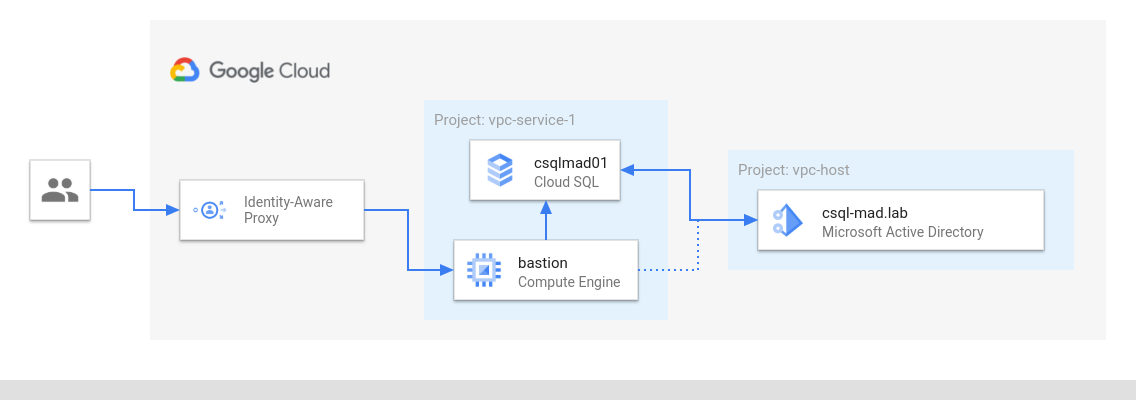 Google Cloud
Project: vpc-service-1
csqlmad01
Cloud SQL
Project: vpc-host
Identity-Aware
Proxy
csql-mad.lab
Microsoft Active Directory
bastion
Compute Engine